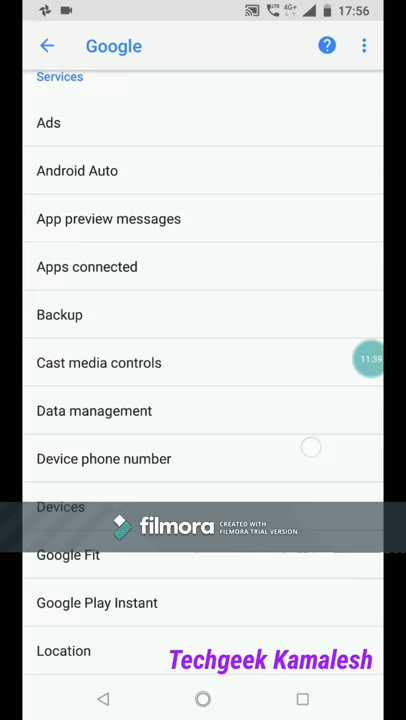 17:56
LTE 4G+
Google
Services
Ads
Android Auto
App preview messages
Apps connected
Backup
Cast media controls
11:39
Data management
Device phone number
Devices
filmora CREATED WITH
FILMORA TRIAL VERSION
Google Fit
Google Play Instant
Location
Techgeek Kamalesh